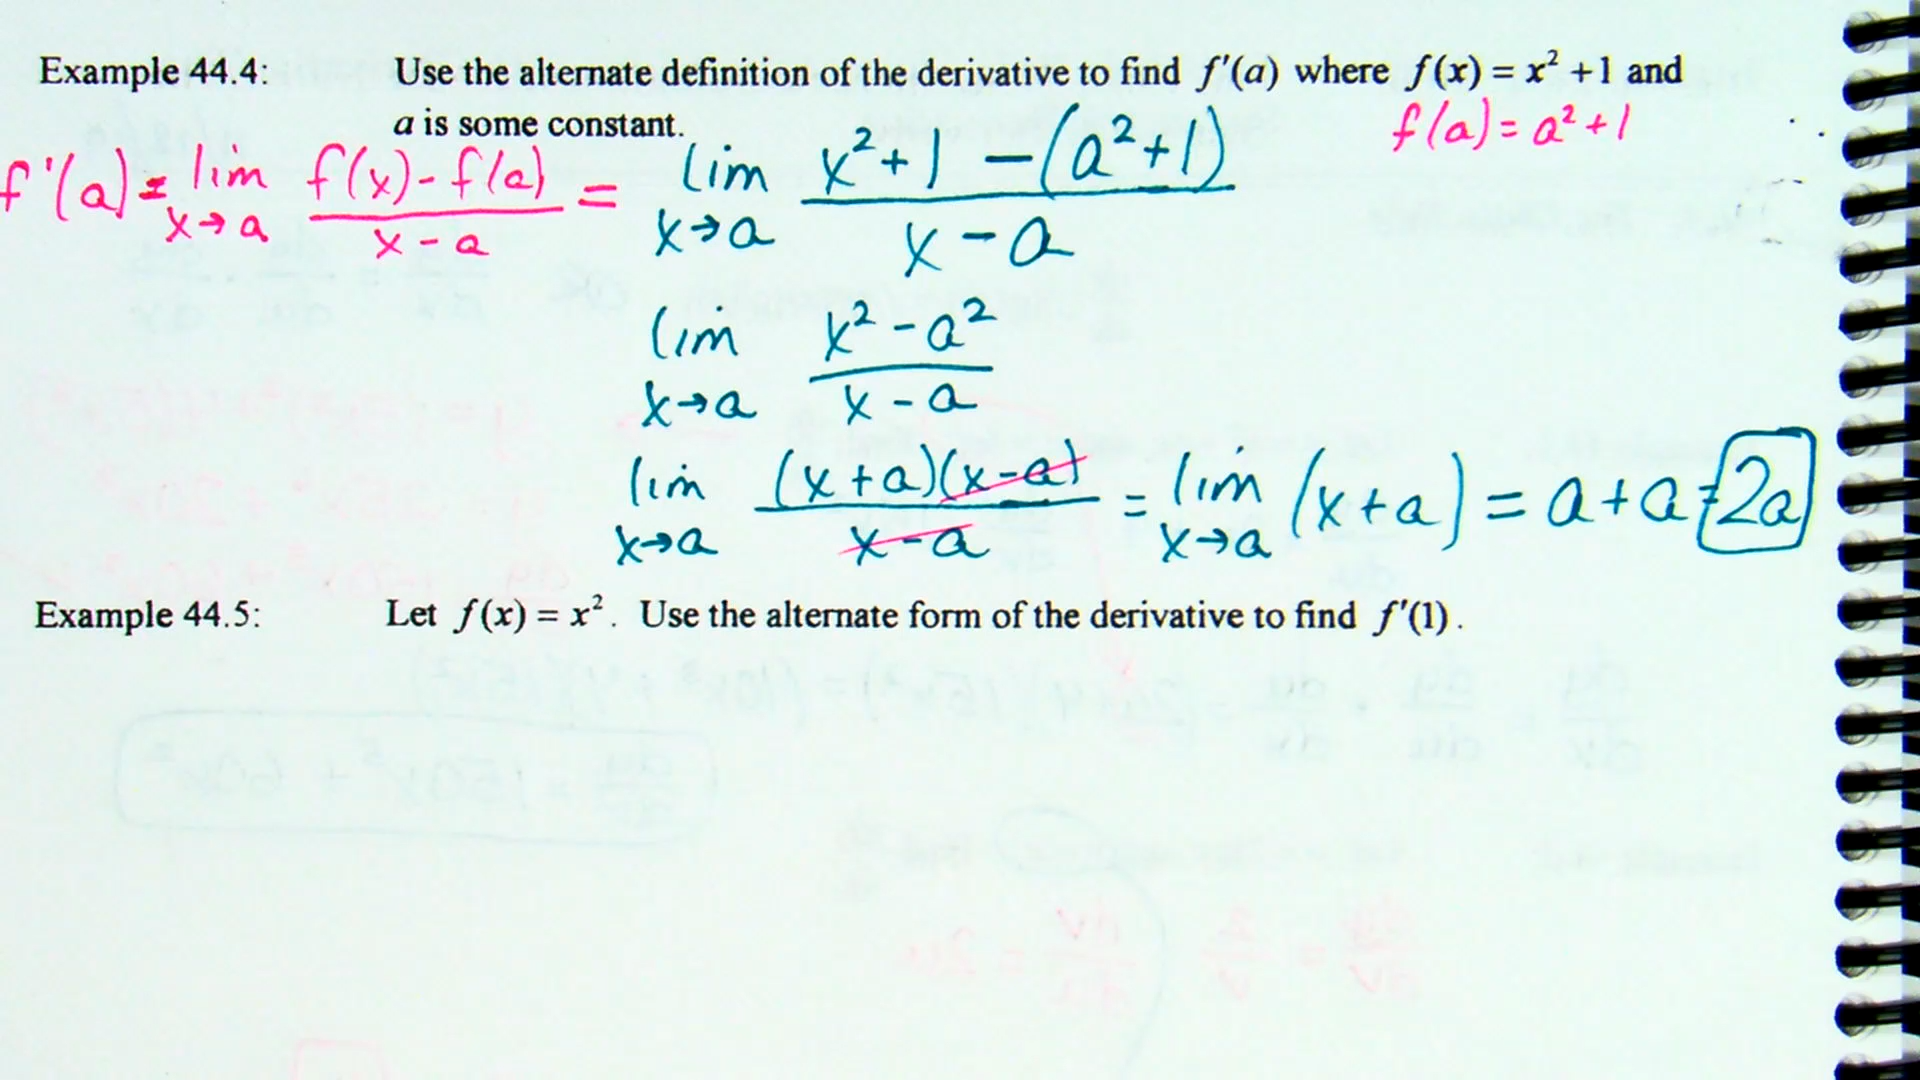 Example 44.4: Use the alternate definition of the derivative to find f'(a) where f(x) = x² + 1 and
a is some constant.
f(a) = a² + 1
f'(a) = lim x→a (f(x) - f(a)) / (x - a) = lim x→a (x² + 1 - (a² + 1)) / (x - a)
lim x→a (x² - a²) / (x - a)
lim x→a ((x + a)(x - a)) / (x - a) = lim x→a (x + a) = a + a = 2a
Example 44.5: Let f(x) = x². Use the alternate form of the derivative to find f'(1).